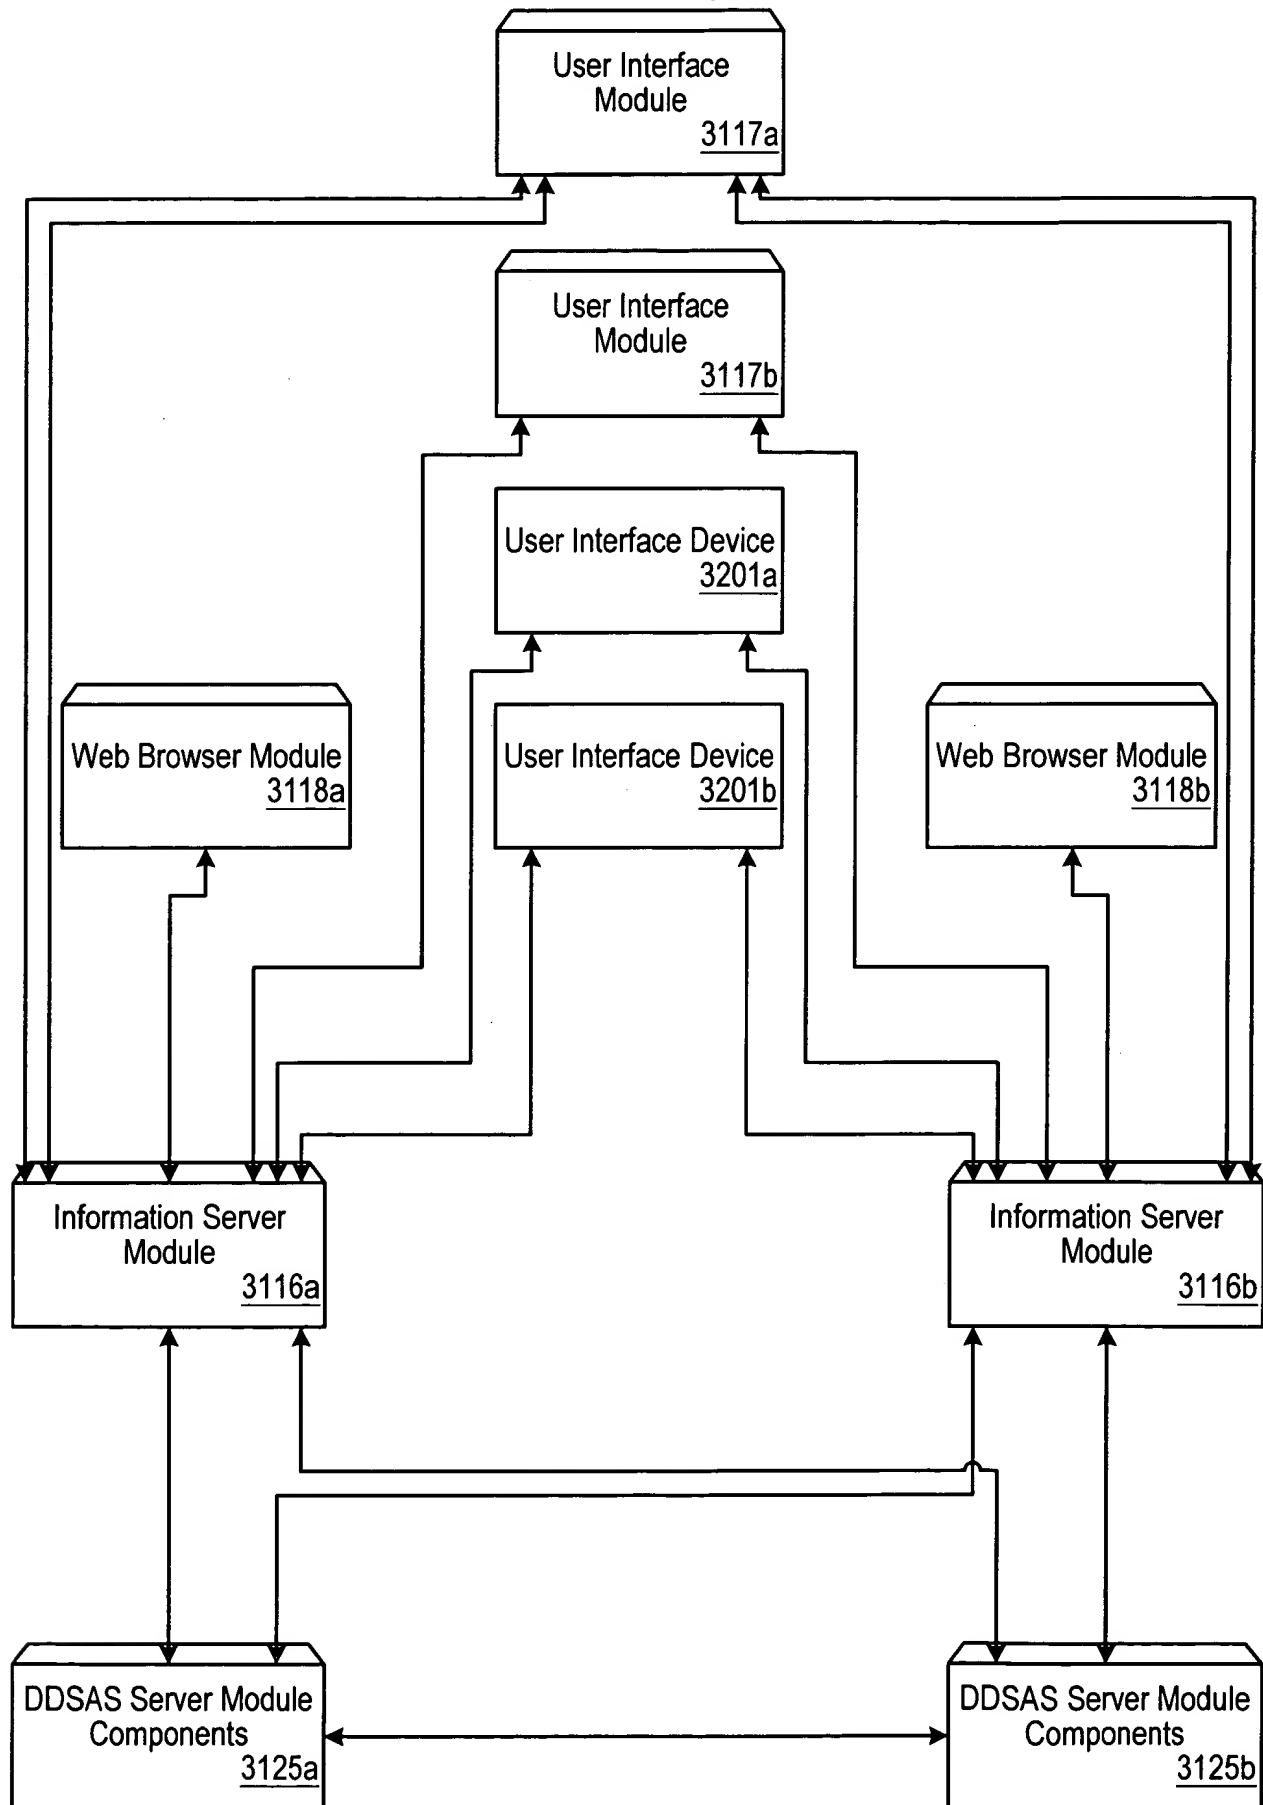 User Interface
Module
3117a
User Interface
Module
3117b
User Interface Device
3201a
Web Browser Module
3118a
User Interface Device
3201b
Web Browser Module
3118b
Information Server
Module
3116a
Information Server
Module
3116b
DDSAS Server Module
Components
3125a
DDSAS Server Module
Components
3125b